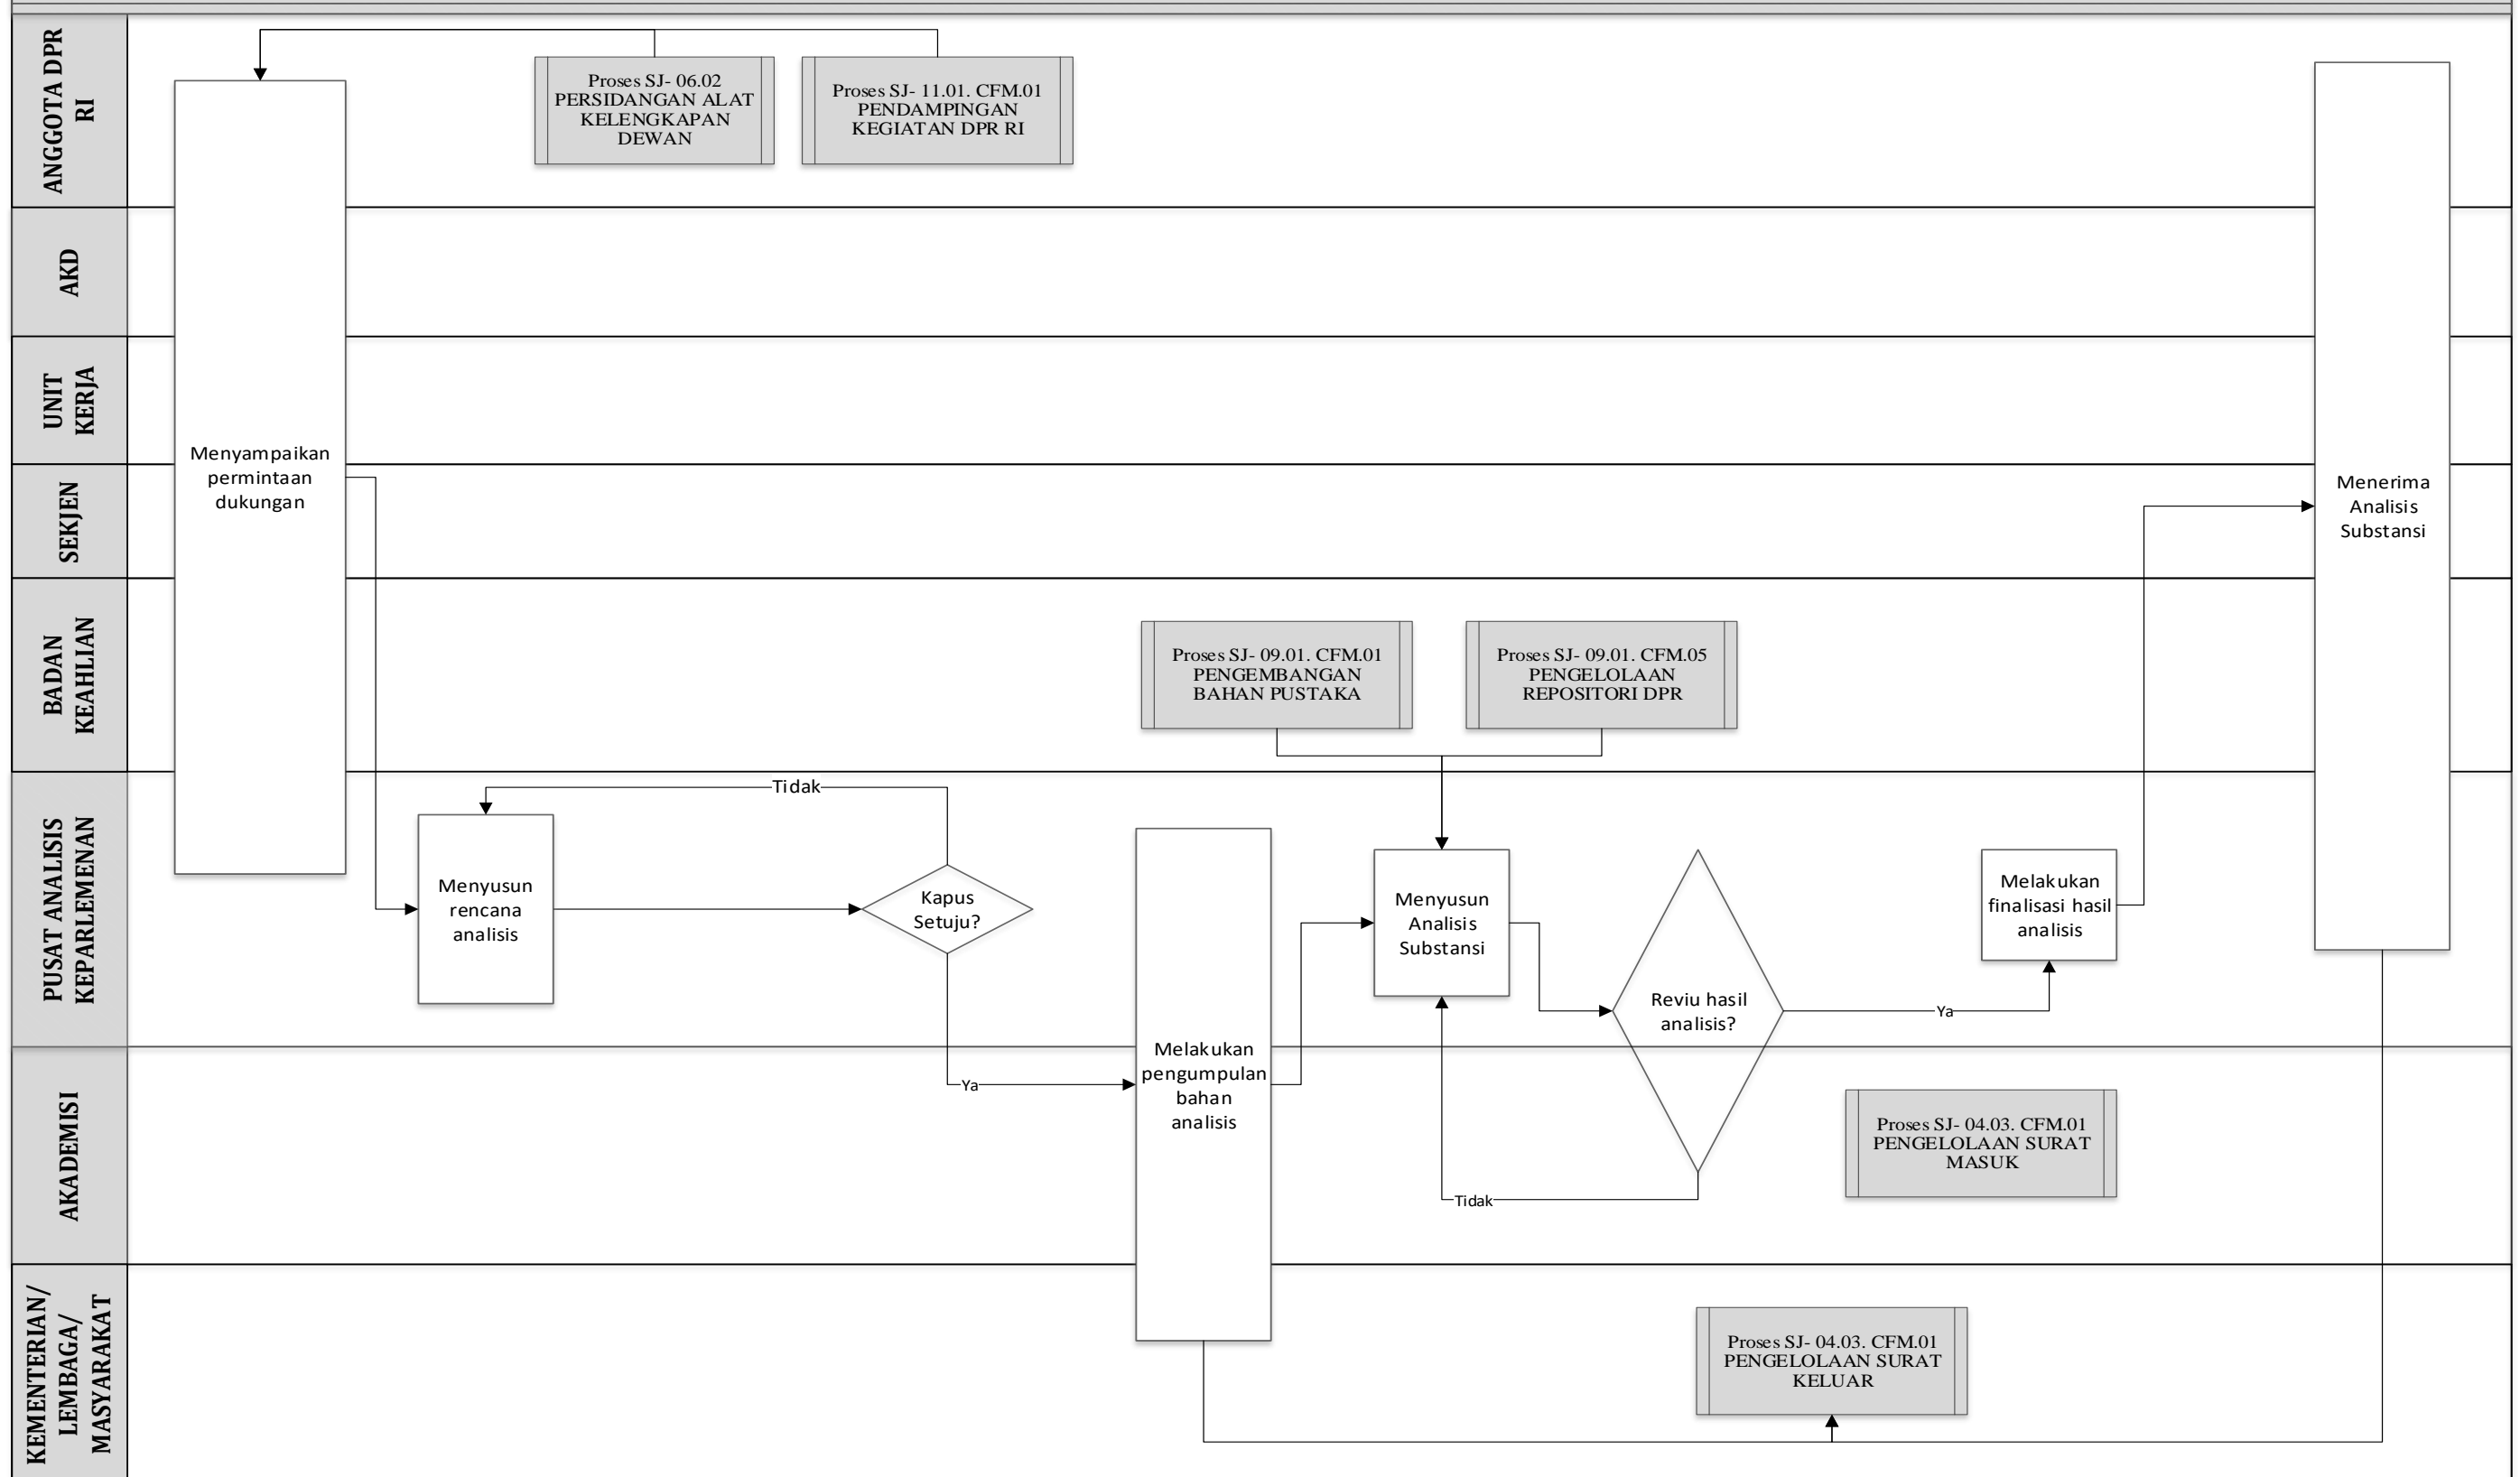 ANGGOTA DPR
RI
Proses SJ- 06.02
PERSIDANGAN ALAT
KELENGKAPAN
DEWAN
Proses SJ- 11.01. CFM.01
PENDAMPINGAN
KEGIATAN DPR RI
AKD
UNIT
KERJA
Menyampaikan
permintaan
dukungan
SEKJEN
Menerima
Analisis
Substansi
BADAN
KEAHLIAN
Proses SJ- 09.01. CFM.01
PENGEMBANGAN
BAHAN PUSTAKA
Proses SJ- 09.01. CFM.05
PENGELOLAAN
REPOSITORI DPR
PUSAT ANALISIS
KEPARLEMENAN
Tidak
Menyusun
rencana
analisis
Kapus
Setuju?
Menyusun
Analisis
Substansi
Reviu hasil
analisis?
Ya
Melakukan
finalisasi hasil
analisis
AKADEMISI
Ya
Melakukan
pengumpulan
bahan
analisis
Tidak
Proses SJ- 04.03. CFM.01
PENGELOLAAN SURAT
MASUK
KEMENTERIAN/
LEMBAGA/
MASYARAKAT
Proses SJ- 04.03. CFM.01
PENGELOLAAN SURAT
KELUAR